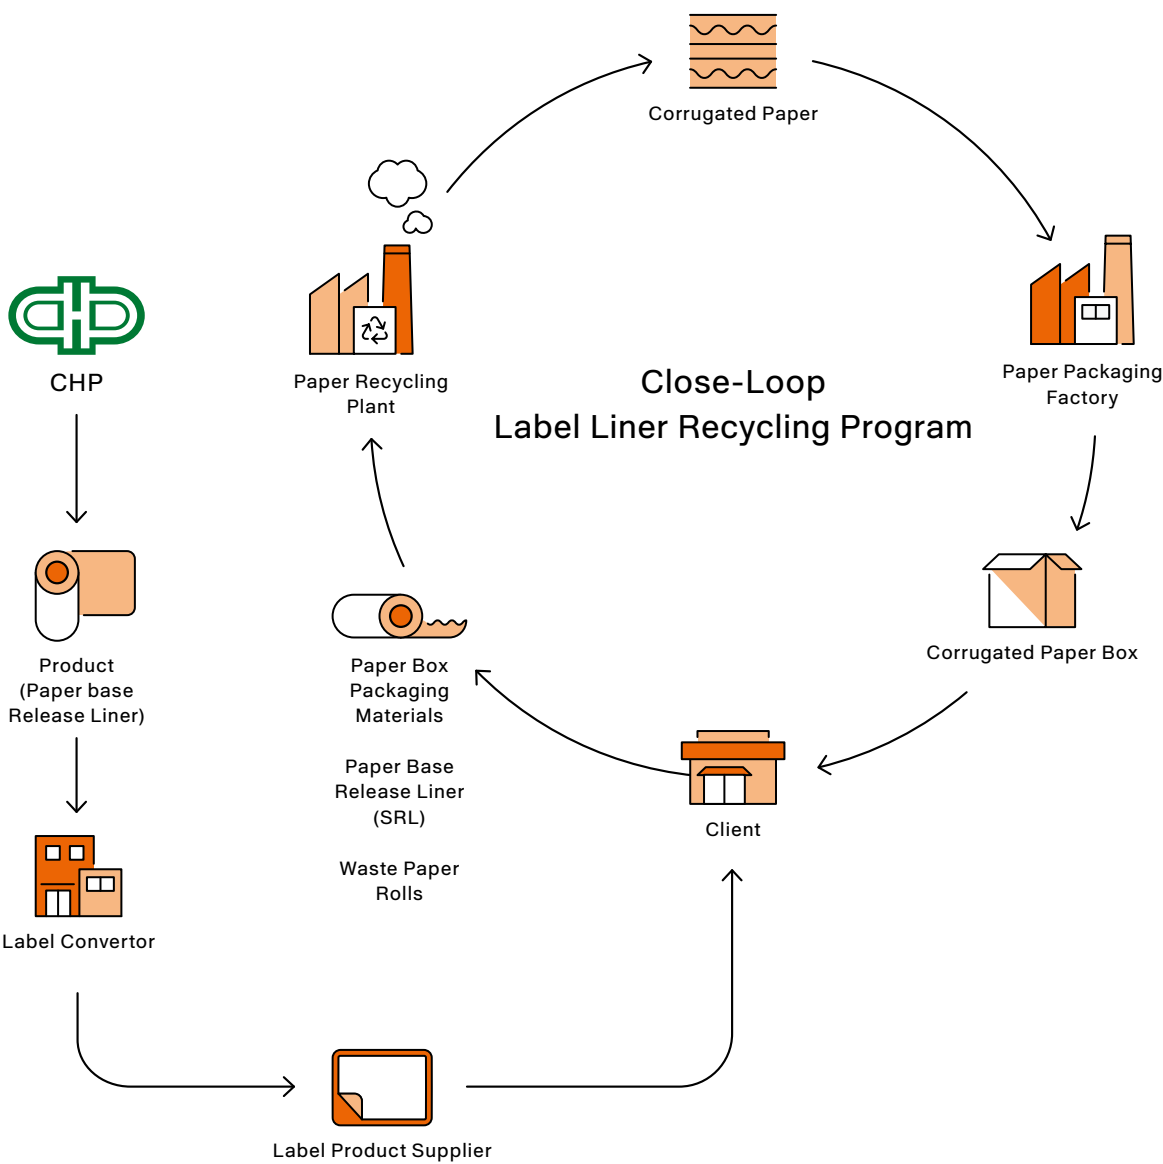 Corrugated Paper
CHP
Paper Recycling
Plant
Close-Loop
Label Liner Recycling Program
Paper Packaging
Factory
Product
(Paper base
Release Liner)
Paper Box
Packaging
Materials
Paper Base
Release Liner
(SRL)
Waste Paper
Rolls
Corrugated Paper Box
Client
Label Convertor
Label Product Supplier